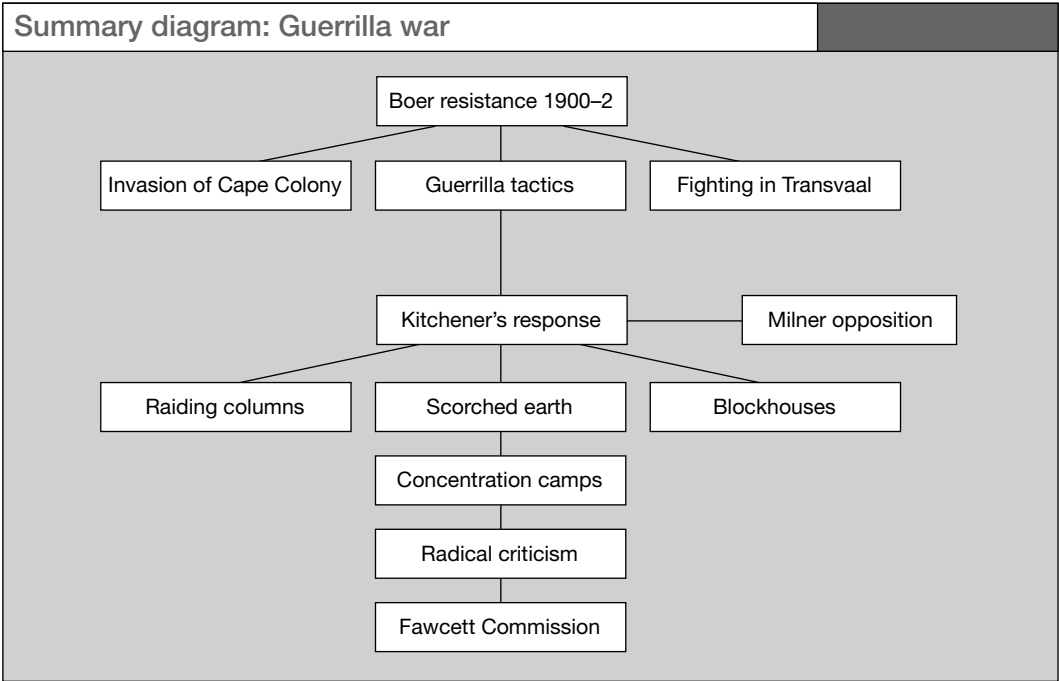 Summary diagram: Guerrilla war
Boer resistance 1900–2
Invasion of Cape Colony
Guerrilla tactics
Fighting in Transvaal
Kitchener's response
Milner opposition
Raiding columns
Scorched earth
Blockhouses
Concentration camps
Radical criticism
Fawcett Commission